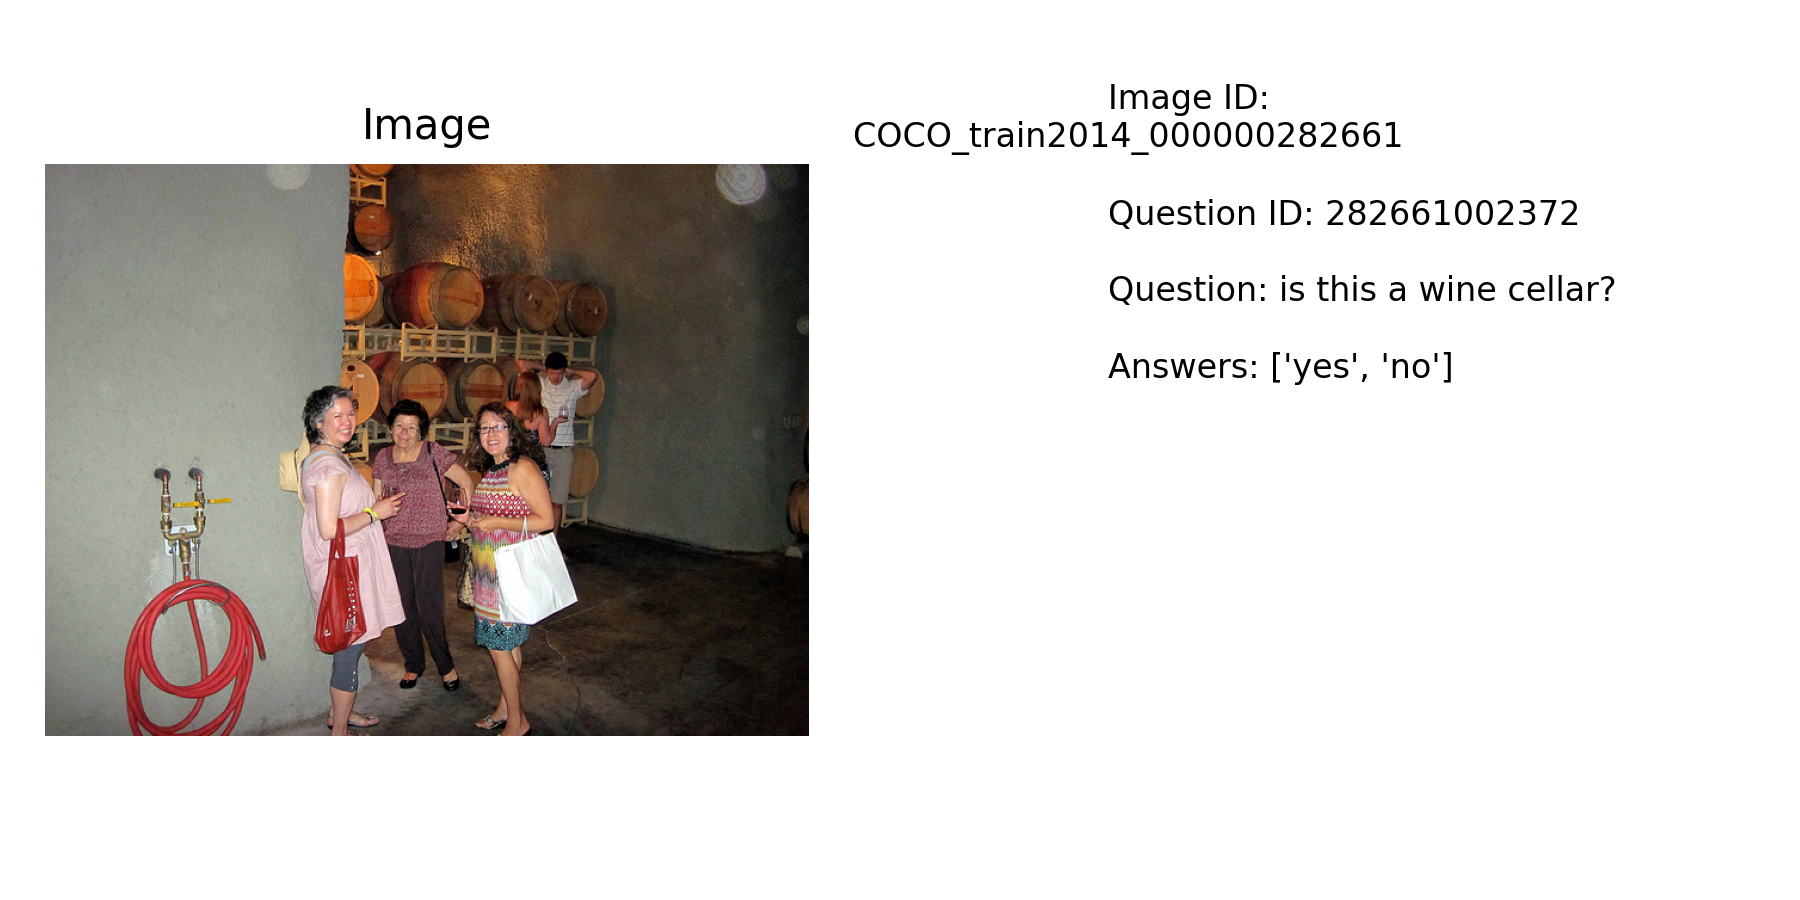 Image
Image ID:
COCO_train2014_000000282661
Question ID: 282661002372
Question: is this a wine cellar?
Answers: ['yes', 'no']